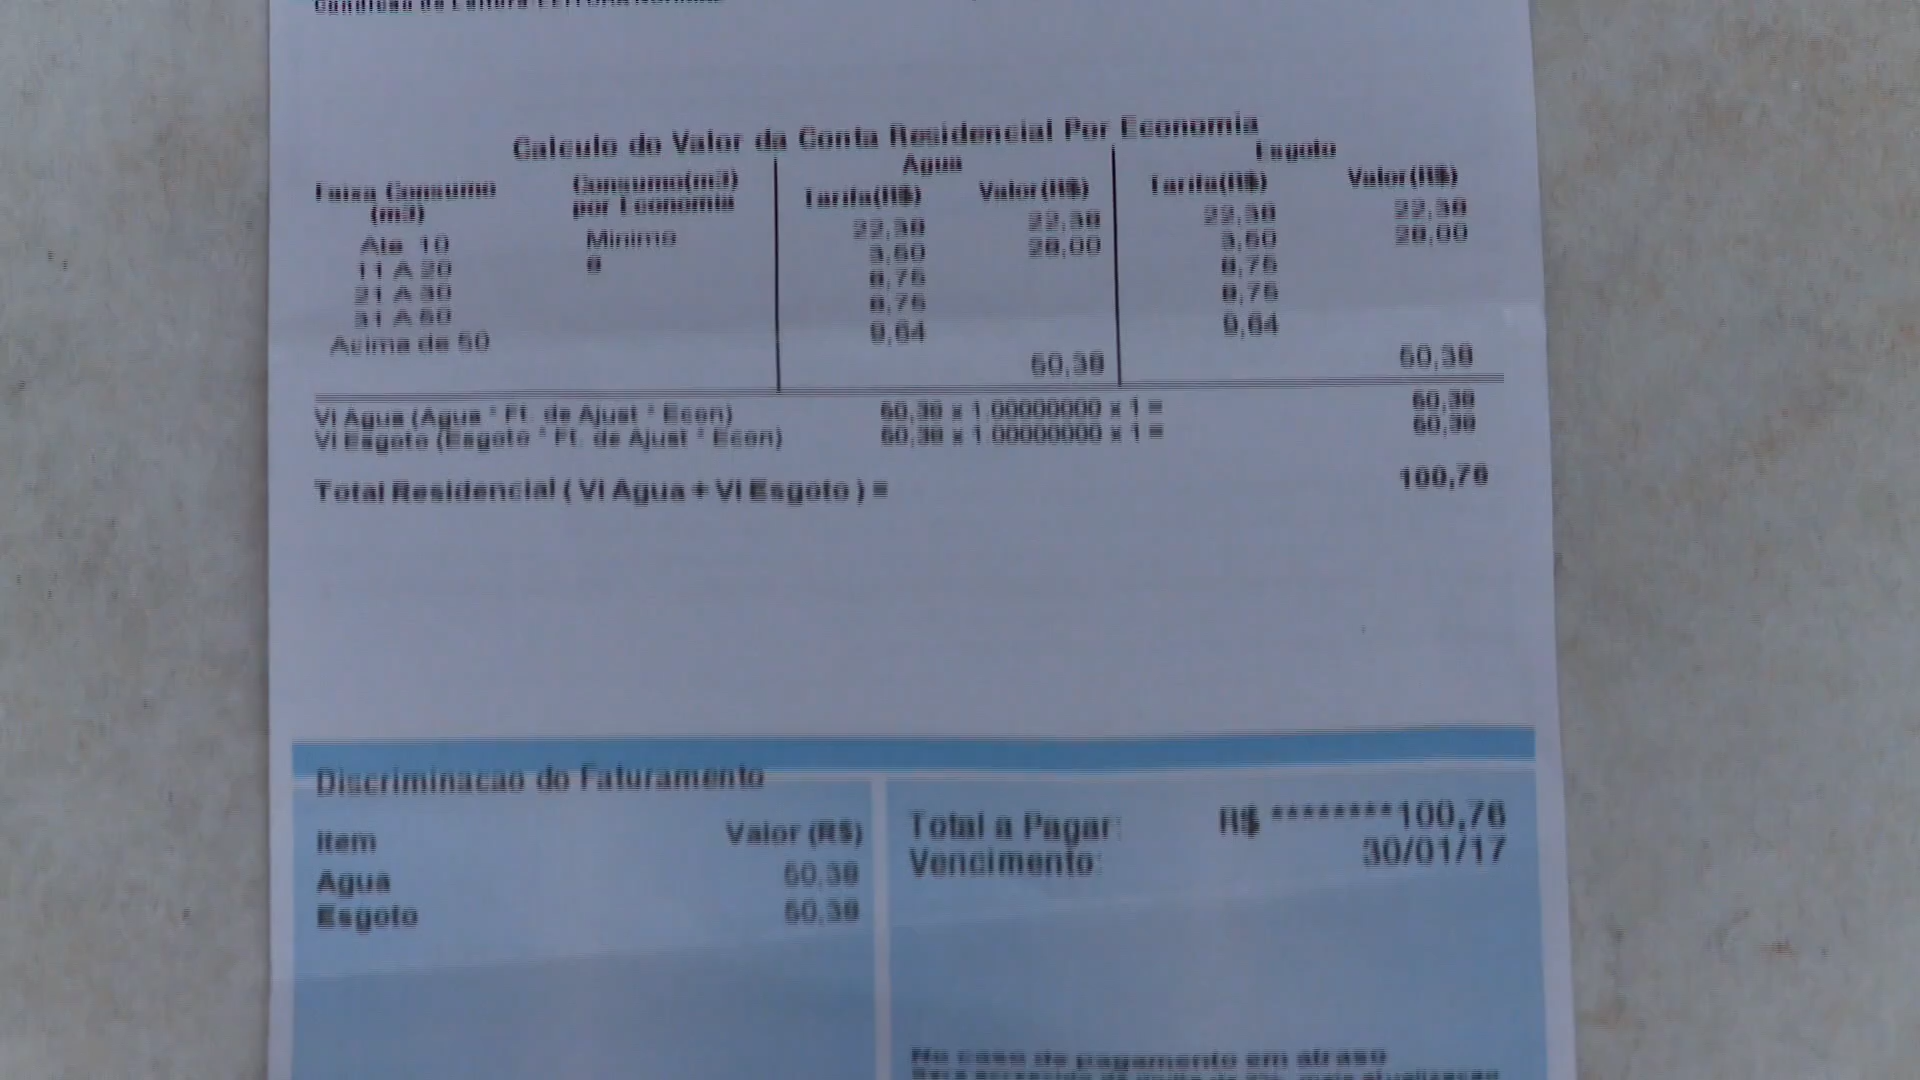 Calculo do Valor da Conta Residencial Por Economia
Agua Esgoto
Faixa Consumo (m3) Consumo(m3) por Economia Tarifa(R$) Valor(R$) Tarifa(R$) Valor(R$)
Ate 10 Minimo 22,38 22,38 22,38 22,38
11 A 20 8 3,50 28,00 3,50 28,00
21 A 30 8,75 8,75
31 A 50 8,75 8,75
Acima de 50 9,64 9,64
50,38 50,38
Vl Agua (Agua * Ft. de Ajust * Econ) 50,38 x 1.00000000 x 1 = 50,38
Vl Esgoto (Esgoto * Ft. de Ajust * Econ) 50,38 x 1.00000000 x 1 = 50,38
Total Residencial ( Vl Agua + Vl Esgoto ) = 100,76
Discriminacao do Faturamento
Item Valor (R$)
Agua 50,38
Esgoto 50,38
Total a Pagar: R$ ********100,76
Vencimento: 30/01/17
No caso de pagamento em atraso